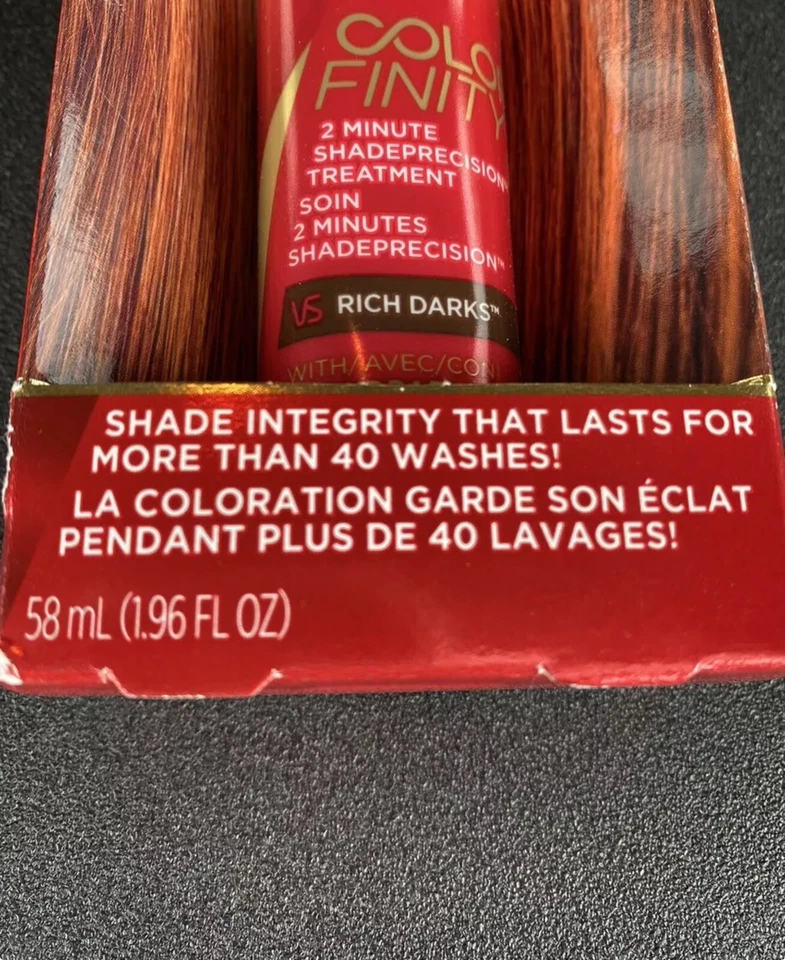 COLO
FINITY
2 MINUTE
SHADEPRECISION™
TREATMENT
SOIN
2 MINUTES
SHADEPRECISION™
VS RICH DARKS™
WITH/AVEC/CON
SHADE INTEGRITY THAT LASTS FOR
MORE THAN 40 WASHES!
LA COLORATION GARDE SON ÉCLAT
PENDANT PLUS DE 40 LAVAGES!
58 mL (1.96 FL OZ)